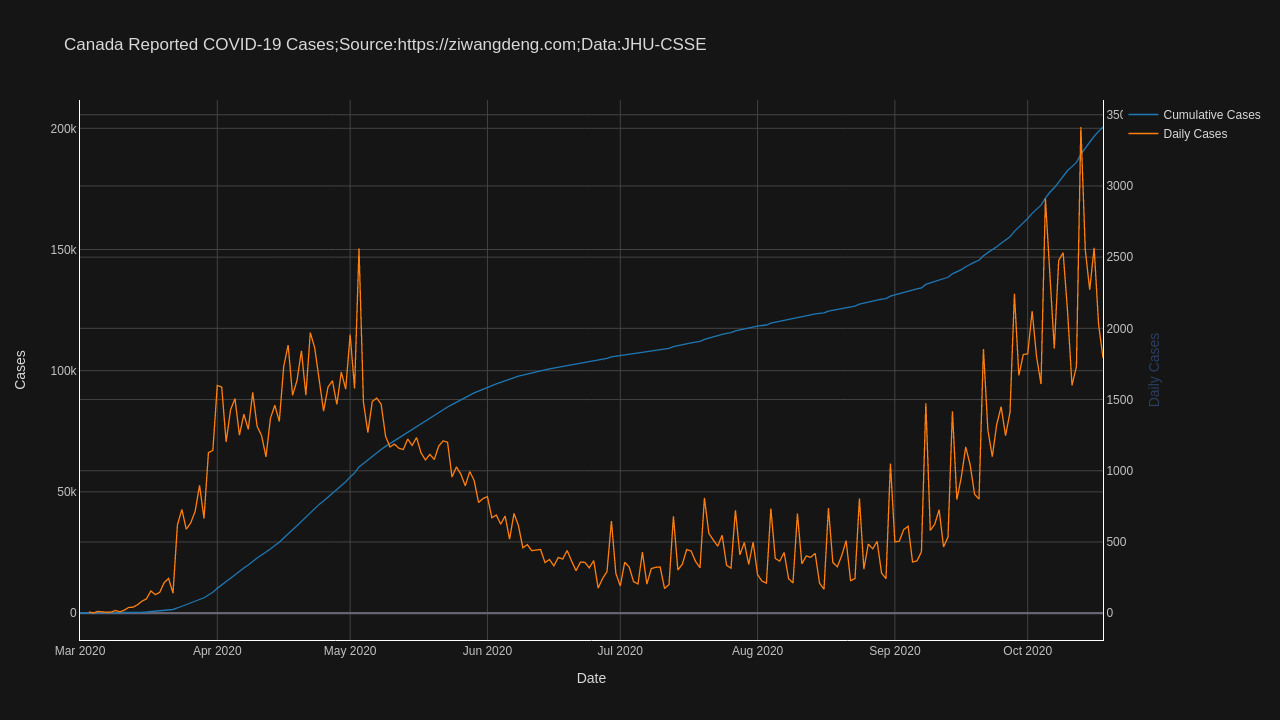 Canada Reported COVID-19 Cases;Source:https://ziwangdeng.com;Data:JHU-CSSE
Cumulative Cases
Daily Cases
Cases
200k
150k
100k
50k
0
3000
2500
2000
1500
1000
500
0
Daily Cases
Mar 2020
Apr 2020
May 2020
Jun 2020
Jul 2020
Aug 2020
Sep 2020
Oct 2020
Date